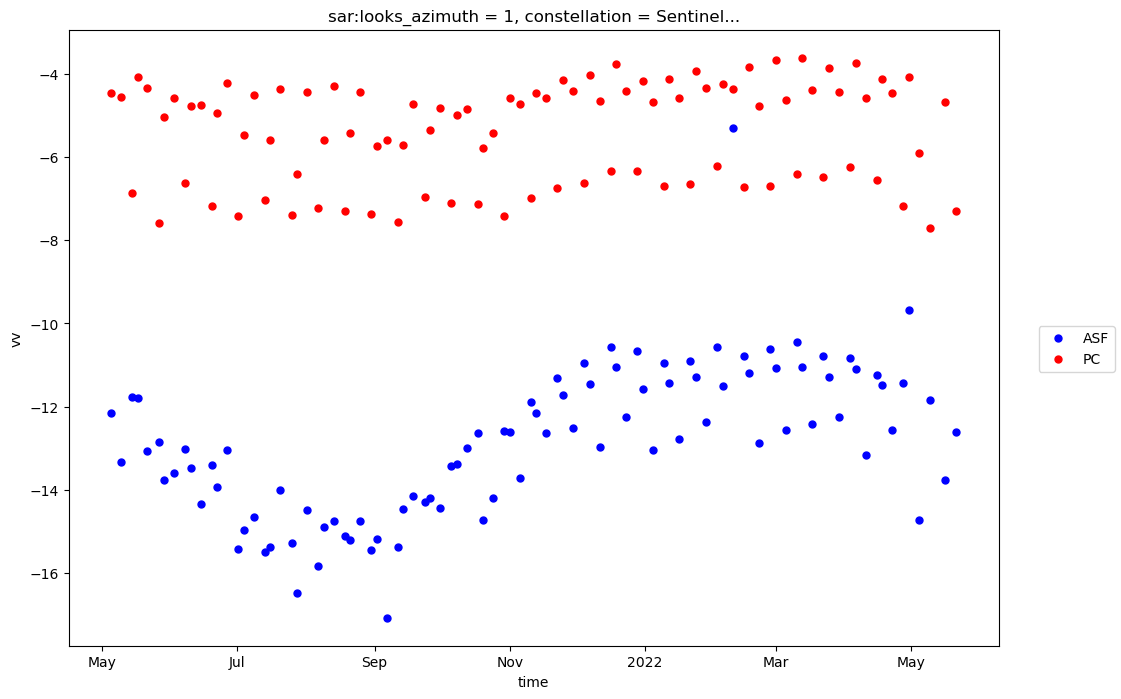 sar:looks_azimuth = 1, constellation = Sentinel...
−4
−6
−8
−10
−12
−14
−16
vv
May
Jul
Sep
Nov
2022
Mar
May
time
ASF
PC